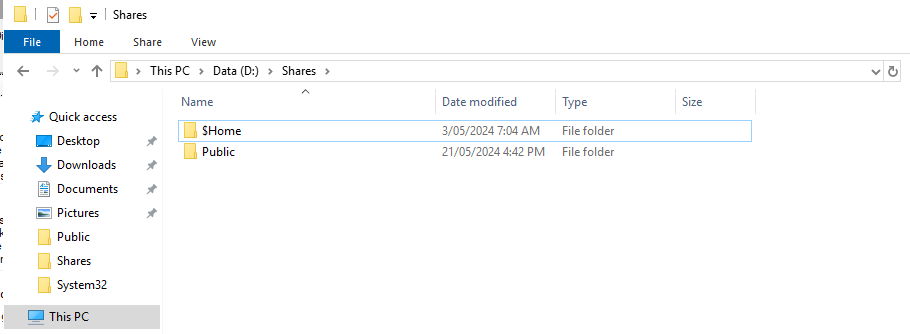 Shares
File Home Share View
This PC Data (D:) Shares
Name Date modified Type Size
Quick access
$Home 3/05/2024 7:04 AM File folder
Desktop
Public 21/05/2024 4:42 PM File folder
Downloads
Documents
Pictures
Public
Shares
System32
This PC